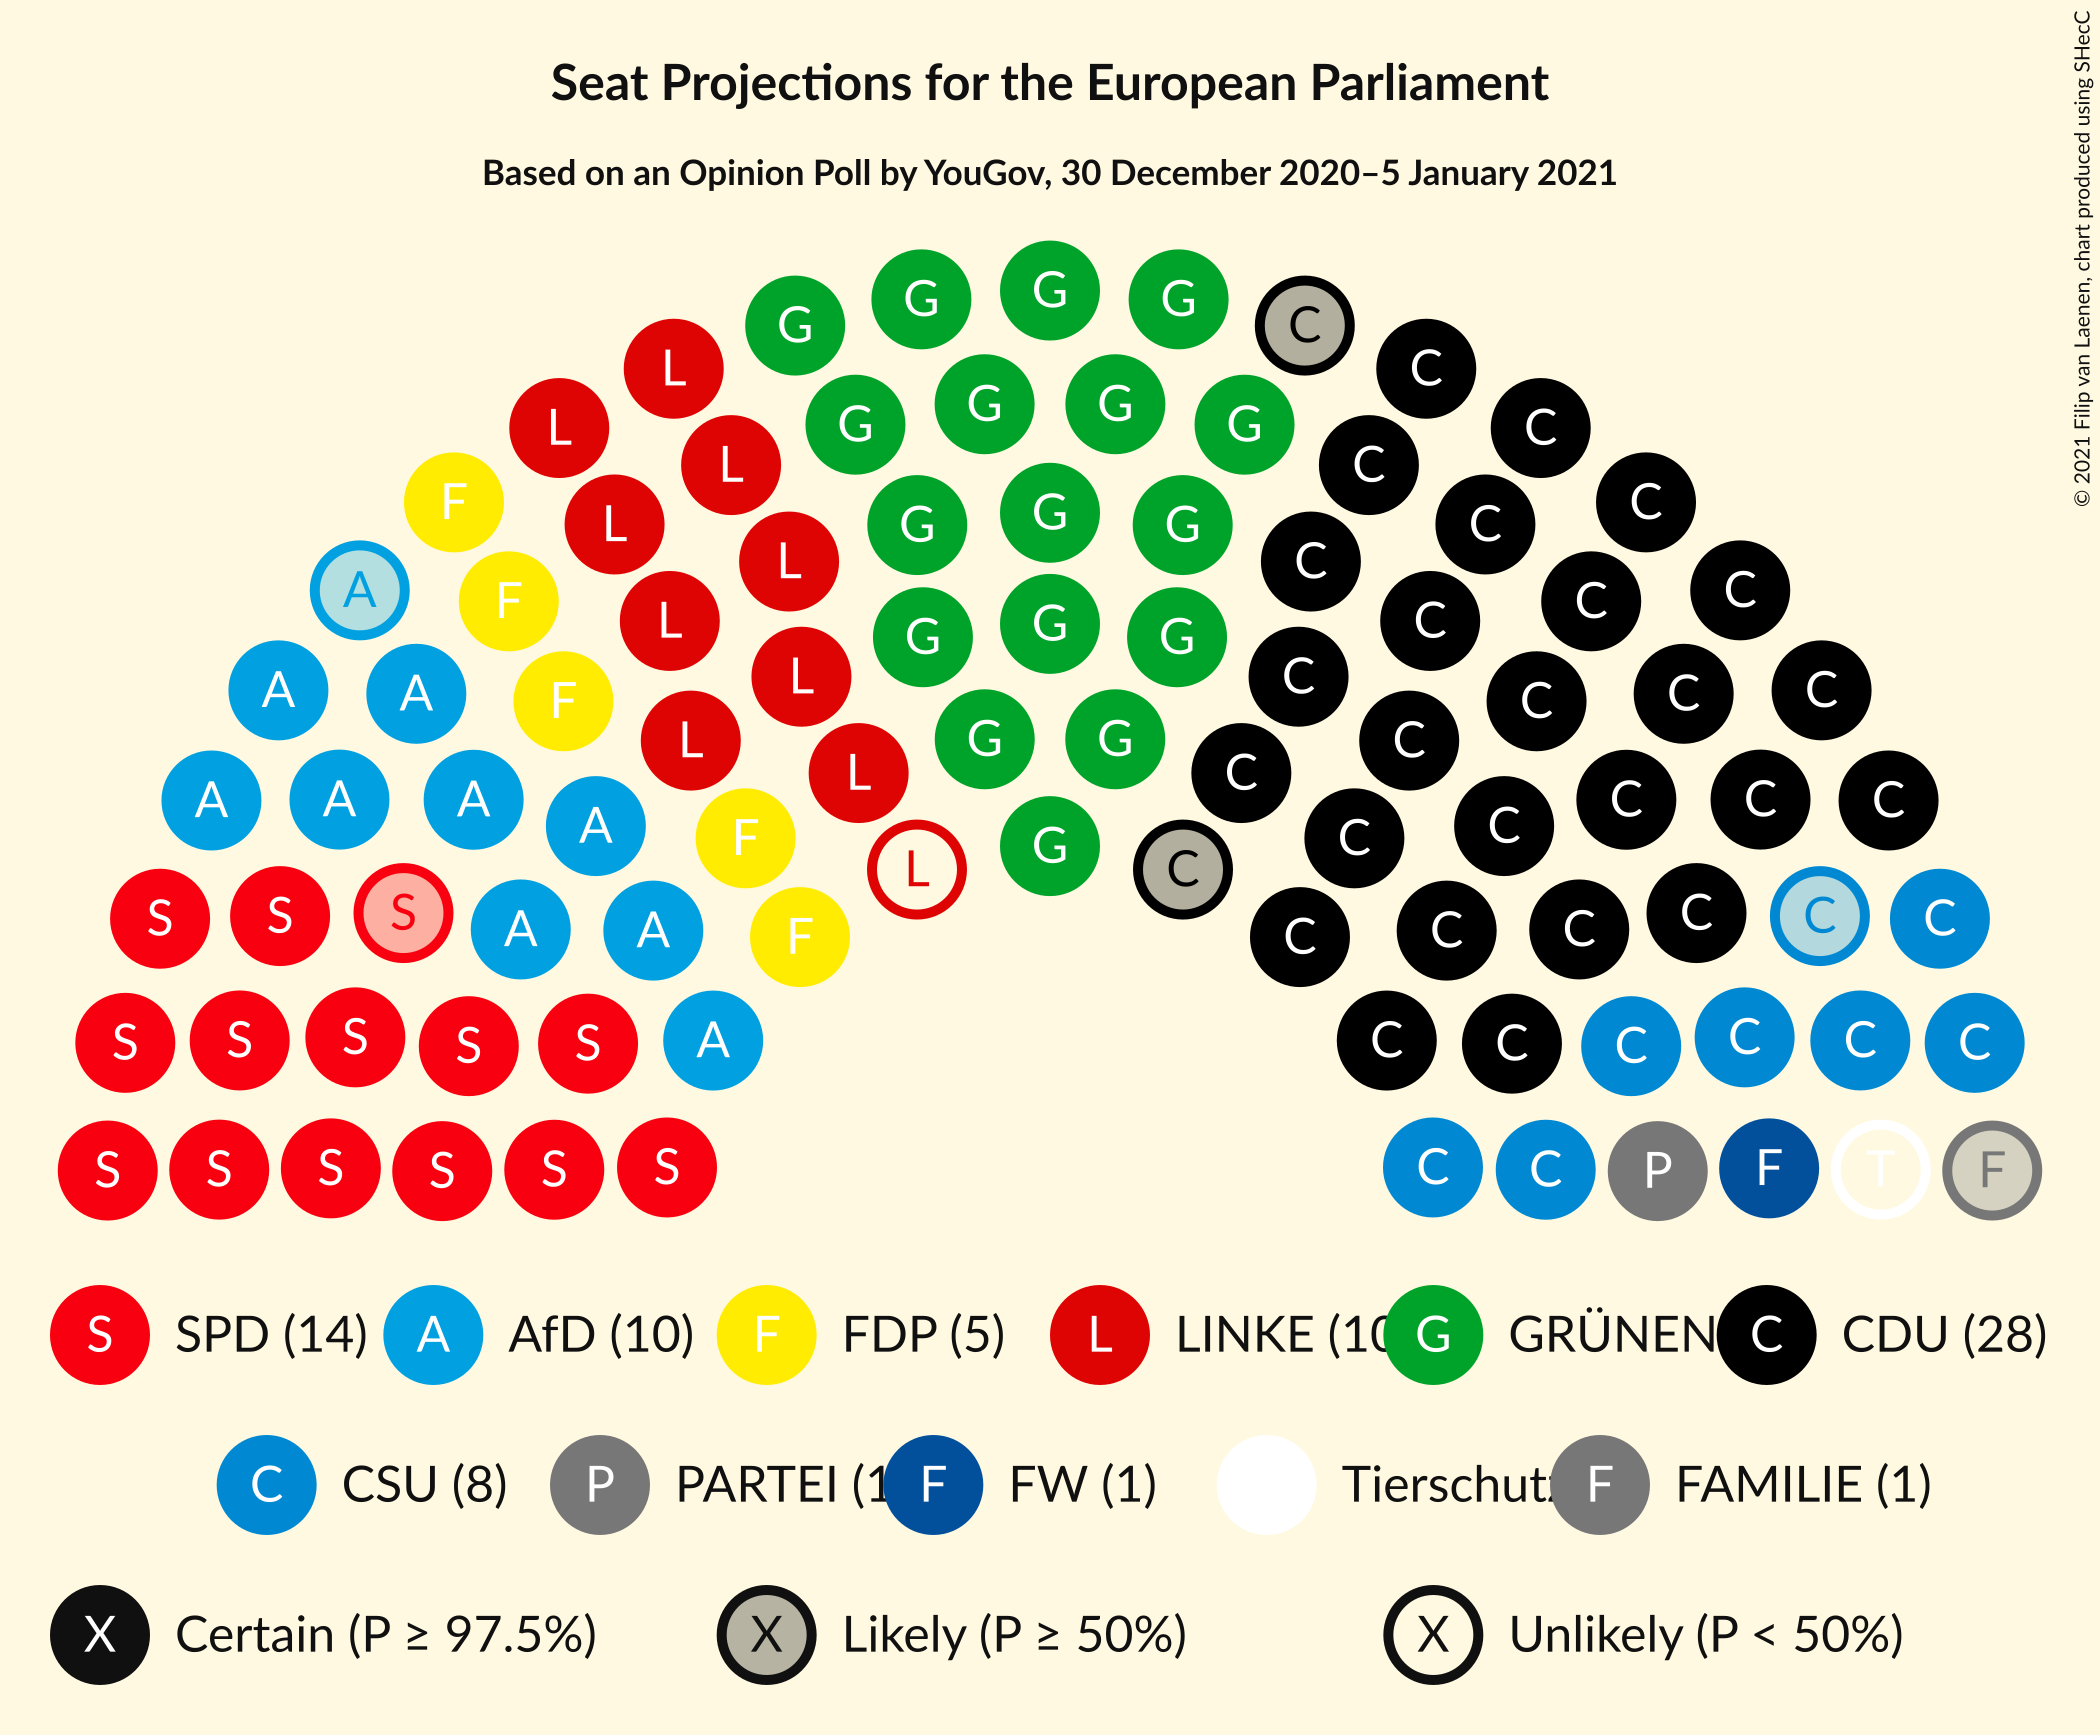 © 2021 Filip van Laenen, chart produced using SHecC
Seat Projections for the European Parliament
Based on an Opinion Poll by YouGov, 30 December 2020–5 January 2021
G G G G C
L C
L G G G G C
L C
F L G G G C C
A F L C C C
L G G G C
A A F L C C C C
L G G C
A A A L C C C C
A F G C C
L C
S S S A A F C C C C C C
S S S S S A C C C C C C
S S S S S S C C P F T F
S SPD (14) A AfD (10) F FDP (5) L LINKE (10 G GRÜNEN C CDU (28)
C CSU (8) P PARTEI (1 F FW (1) Tierschutz F FAMILIE (1)
X Certain (P ≥ 97.5%) X Likely (P ≥ 50%) X Unlikely (P < 50%)